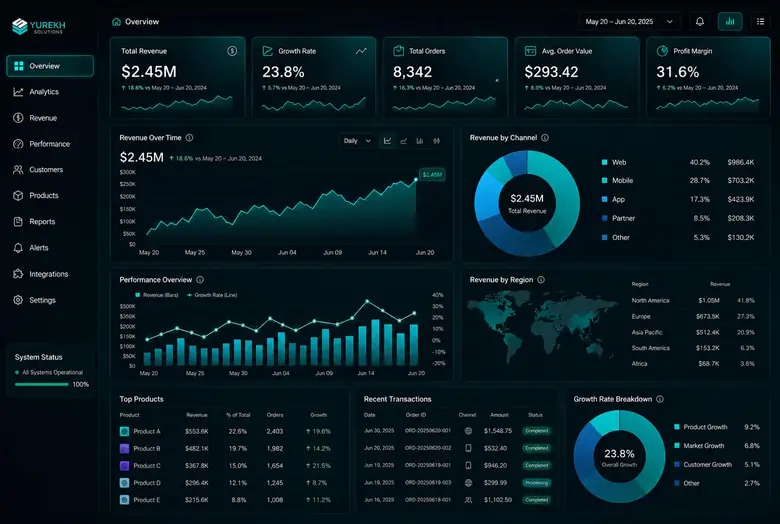 YUREKH
SOLUTIONS
Overview
Analytics
Revenue
Performance
Customers
Products
Reports
Alerts
Integrations
Settings
System Status
All Systems Operational
100%
Overview
May 20 – Jun 20, 2025
Total Revenue
$2.45M
↑ 18.6% vs May 20 – Jun 20, 2024
Growth Rate
23.8%
↑ 5.7% vs May 20 – Jun 20, 2024
Total Orders
8,342
↑ 16.3% vs May 20 – Jun 20, 2024
Avg. Order Value
$293.42
↑ 8.9% vs May 20 – Jun 20, 2024
Profit Margin
31.6%
↑ 6.2% vs May 20 – Jun 20, 2024
Revenue Over Time
Daily
$2.45M ↑ 18.6% vs May 20 – Jun 20, 2024
$2.45M
$300K
$250K
$200K
$150K
$100K
$50K
$0
May 20 May 25 May 30 Jun 04 Jun 09 Jun 14 Jun 20
Revenue by Channel
$2.45M
Total Revenue
Web 40.2% $986.4K
Mobile 28.7% $703.2K
App 17.3% $423.9K
Partner 8.5% $208.3K
Other 5.3% $130.2K
Performance Overview
Revenue (Bars) Growth Rate (Line)
$500K
$300K
$250K
$200K
$150K
$100K
$50K
$0
40%
30%
20%
10%
0%
-10%
-20%
-30%
May 20 May 25 May 30 Jun 04 Jun 09 Jun 14 Jun 20
Revenue by Region
Region Revenue
North America $1.05M 41.8%
Europe $673.5K 27.3%
Asia Pacific $512.4K 20.9%
South America $153.2K 6.3%
Africa $68.7K 3.6%
Top Products
Product Revenue % of Total Orders Growth
Product A $553.6K 22.6% 2,403 ↑ 19.6%
Product B $482.1K 19.7% 1,982 ↑ 14.2%
Product C $367.8K 15.0% 1,654 ↑ 21.5%
Product D $296.4K 12.1% 1,245 ↑ 8.7%
Product E $215.6K 8.8% 1,008 ↑ 11.2%
Recent Transactions
Date Order ID Channel Amount Status
Jun 30, 2025 ORD-20250620-001 $1,548.75 Completed
Jun 20, 2025 ORD-20250620-002 $532.40 Completed
Jun 19, 2025 ORD-20250619-001 $946.20 Completed
Jun 19, 2025 ORD-20250619-003 $299.99 Processing
Jun 16, 2025 ORD-20250618-001 $1,102.50 Completed
Growth Rate Breakdown
23.8%
Overall Growth
Product Growth 9.2%
Market Growth 6.8%
Customer Growth 5.1%
Other 2.7%